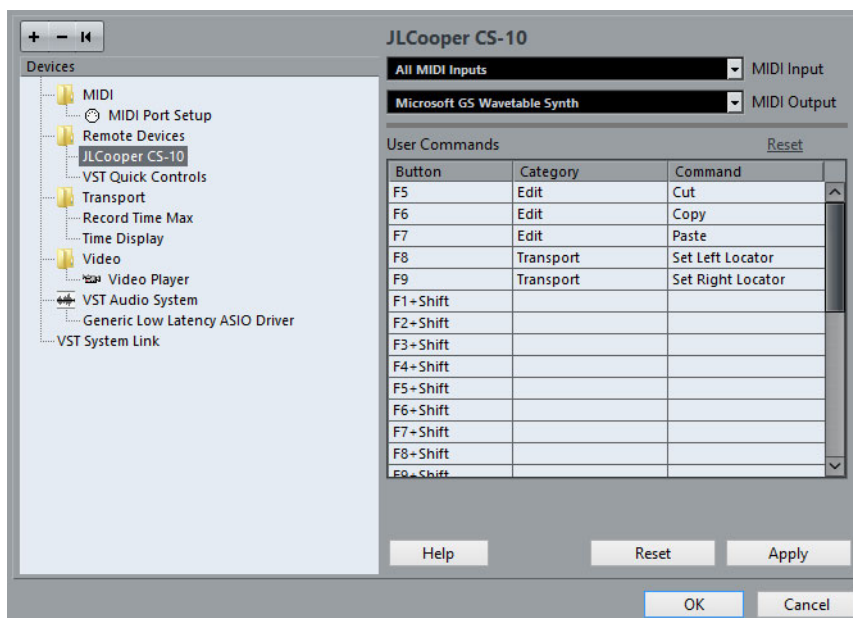 JLCooper CS-10
Devices
MIDI
MIDI Port Setup
Remote Devices
JLCooper CS-10
VST Quick Controls
Transport
Record Time Max
Time Display
Video
Video Player
VST Audio System
Generic Low Latency ASIO Driver
VST System Link
All MIDI Inputs MIDI Input
Microsoft GS Wavetable Synth MIDI Output
User Commands Reset
Button Category Command
F5 Edit Cut
F6 Edit Copy
F7 Edit Paste
F8 Transport Set Left Locator
F9 Transport Set Right Locator
F1+Shift
F2+Shift
F3+Shift
F4+Shift
F5+Shift
F6+Shift
F7+Shift
F8+Shift
F9+Shift
Help Reset Apply
OK Cancel